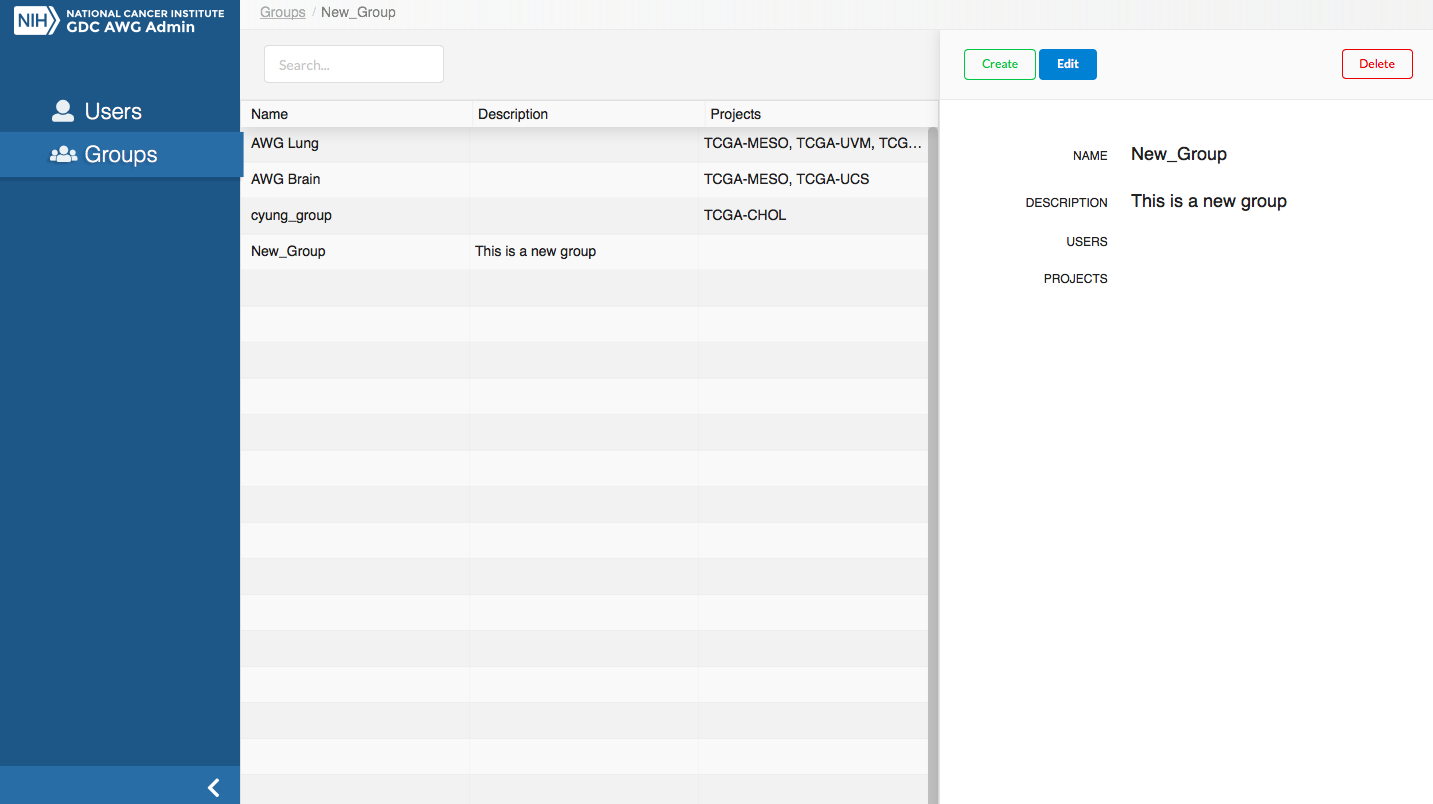 NIH NATIONAL CANCER INSTITUTE
GDC AWG Admin
Users
Groups
Groups / New_Group
Search...
Name Description Projects
AWG Lung TCGA-MESO, TCGA-UVM, TCG...
AWG Brain TCGA-MESO, TCGA-UCS
cyung_group TCGA-CHOL
New_Group This is a new group
Create Edit Delete
NAME New_Group
DESCRIPTION This is a new group
USERS
PROJECTS